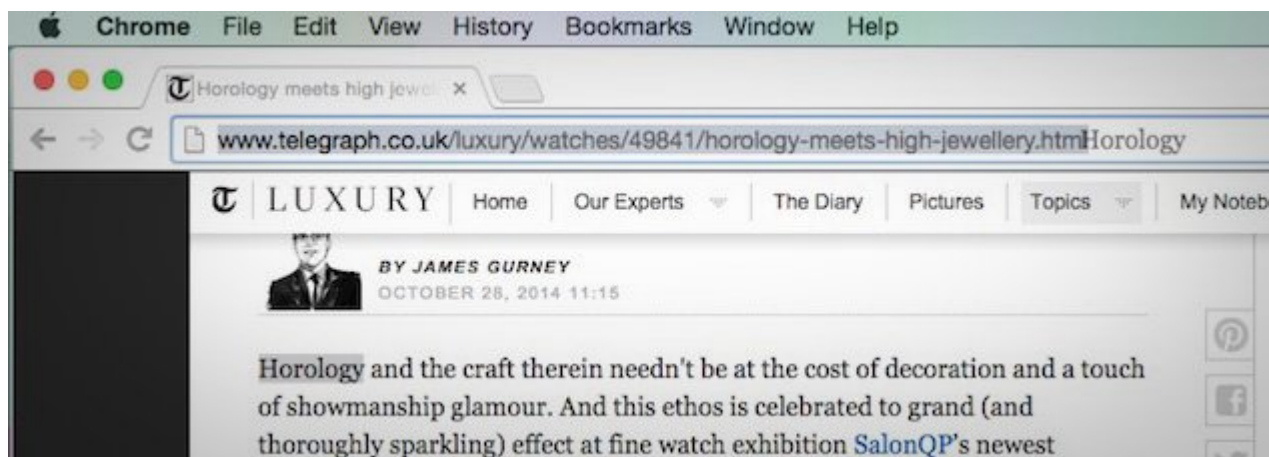 Chrome File Edit View History Bookmarks Window Help
Horology meets high jewel
www.telegraph.co.uk/luxury/watches/49841/horology-meets-high-jewellery.html Horology
T LUXURY Home Our Experts The Diary Pictures Topics My Noteb
BY JAMES GURNEY
OCTOBER 28, 2014 11:15
Horology and the craft therein needn't be at the cost of decoration and a touch
of showmanship glamour. And this ethos is celebrated to grand (and
thoroughly sparkling) effect at fine watch exhibition SalonQP's newest